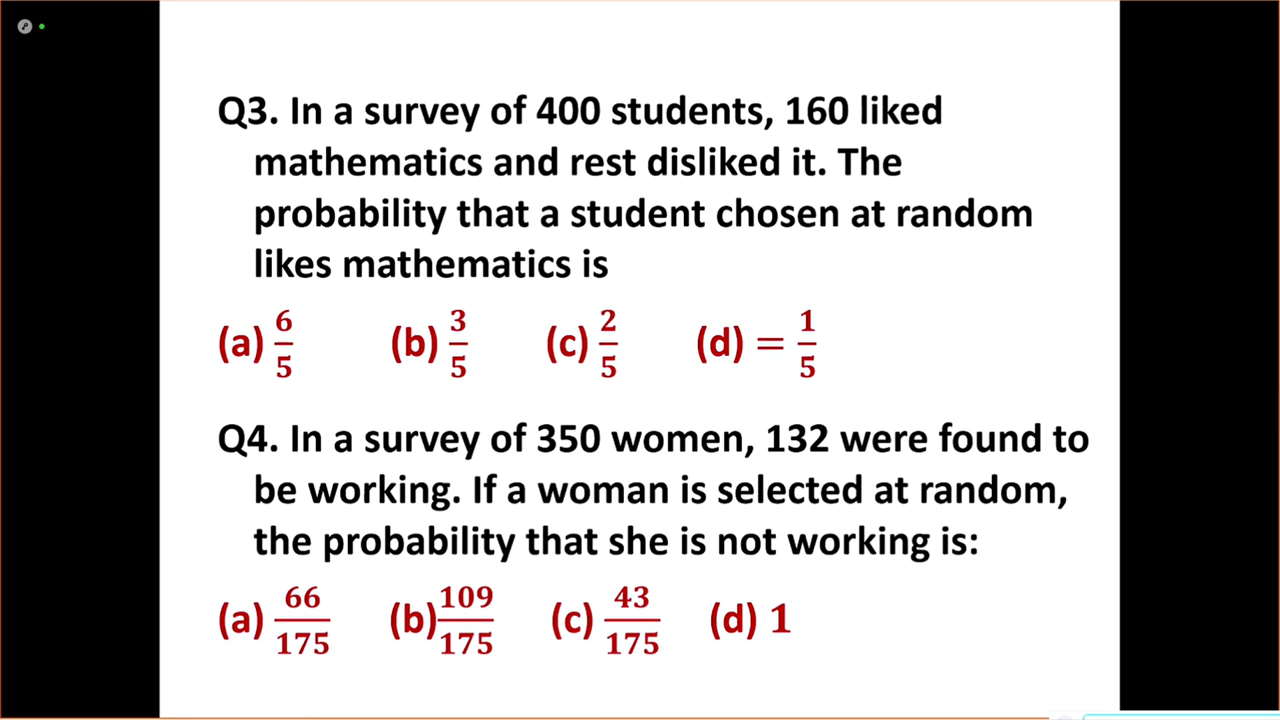 Q3. In a survey of 400 students, 160 liked
mathematics and rest disliked it. The
probability that a student chosen at random
likes mathematics is
(a) 6/5 (b) 3/5 (c) 2/5 (d) = 1/5
Q4. In a survey of 350 women, 132 were found to
be working. If a woman is selected at random,
the probability that she is not working is:
(a) 66/175 (b) 109/175 (c) 43/175 (d) 1